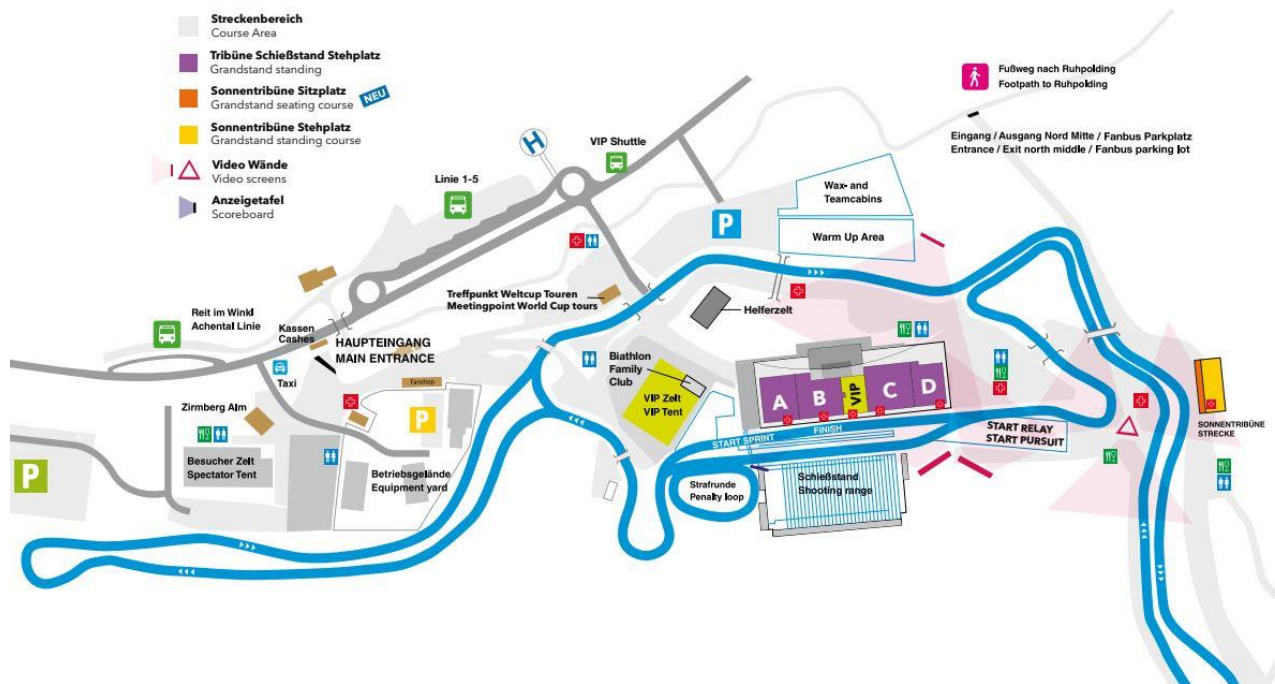 Streckenbereich
Course Area
Tribüne Schießstand Stehplatz
Grandstand standing
Sonnentribüne Sitzplatz
Grandstand seating course
NEU
Sonnentribüne Stehplatz
Grandstand standing course
Video Wände
Video screens
Anzeigetafel
Scoreboard
Fußweg nach Ruhpolding
Footpath to Ruhpolding
Eingang / Ausgang Nord Mitte / Fanbus Parkplatz
Entrance / Exit north middle / Fanbus parking lot
H
VIP Shuttle
Linie 1-5
Wax- and
Teamcabins
P
Warm Up Area
Treffpunkt Weltcup Touren
Meetingpoint World Cup tours
Helferzelt
Reit im Winkl
Achental Linie
Kassen
Cashes
HAUPTEINGANG
MAIN ENTRANCE
Taxi
Fanshop
Biathlon
Family
Club
VIP Zelt
VIP Tent
A
B
VIP
C
D
Zirmberg Alm
P
START SPRINT
FINISH
START RELAY
START PURSUIT
SONNENTRIBÜNE
STRECKE
P
Besucher Zelt
Spectator Tent
Betriebsgelände
Equipment yard
Strafrunde
Penalty loop
Schießstand
Shooting range